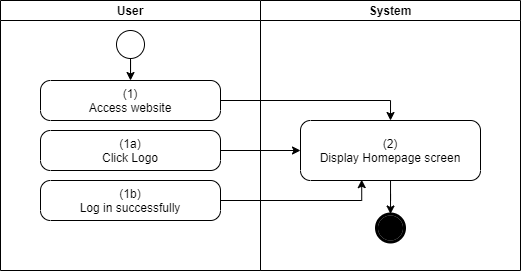 User
System
(1)
Access website
(1a)
Click Logo
(1b)
Log in successfully
(2)
Display Homepage screen